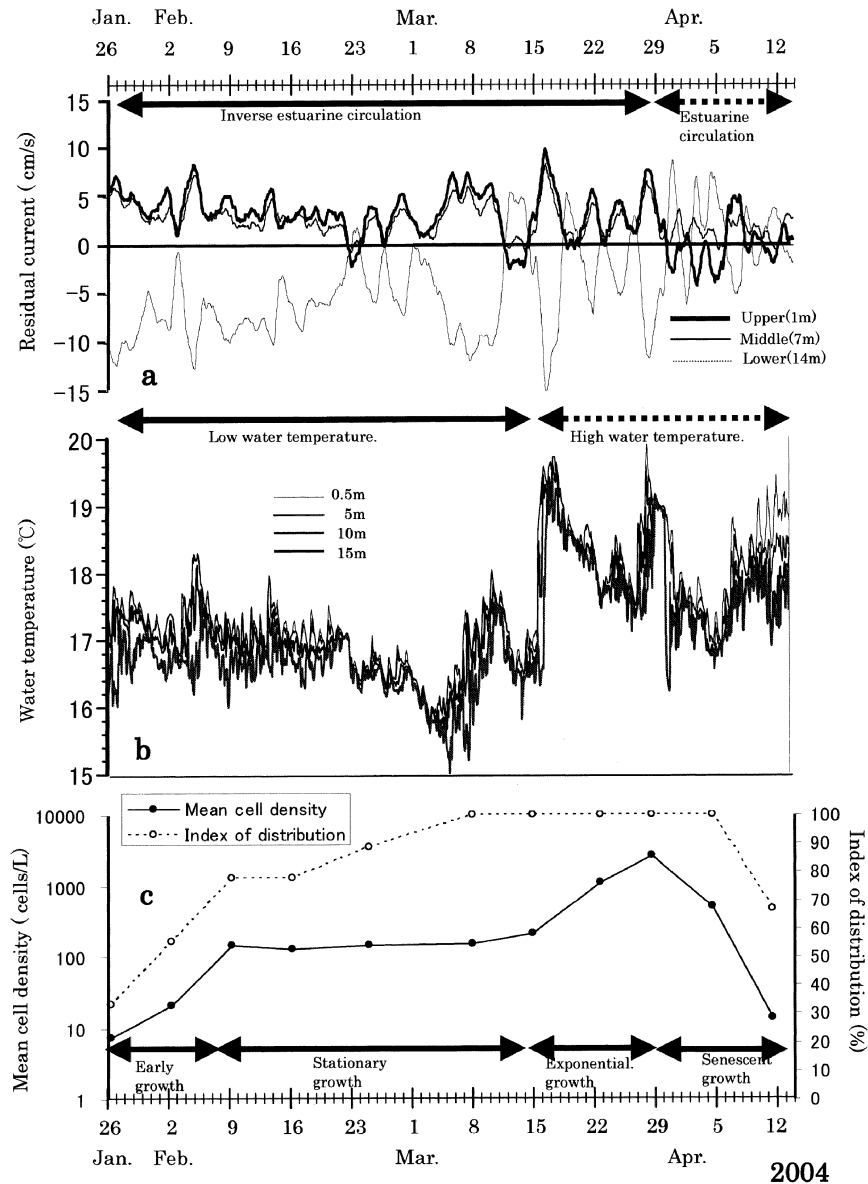 Jan. Feb. Mar. Apr.
26 2 9 16 23 1 8 15 22 29 5 12
Inverse estuarine circulation
Estuarine
circulation
Residual current ( cm/s)
15
10
5
0
-5
-10
-15
Upper(1m)
Middle(7m)
Lower(14m)
a
Low water temperature.
High water temperature.
Water temperature (℃)
20
19
18
17
16
15
0.5m
5m
10m
15m
b
Mean cell density
Index of distribution
Mean cell density ( cells/L)
10000
1000
100
10
1
c
Index of distribution (%)
100
90
80
70
60
50
40
30
20
10
0
Early
growth
Stationary
growth
Exponential.
growth
Senescent
growth
26 2 9 16 23 1 8 15 22 29 5 12
Jan. Feb. Mar. Apr.
2004